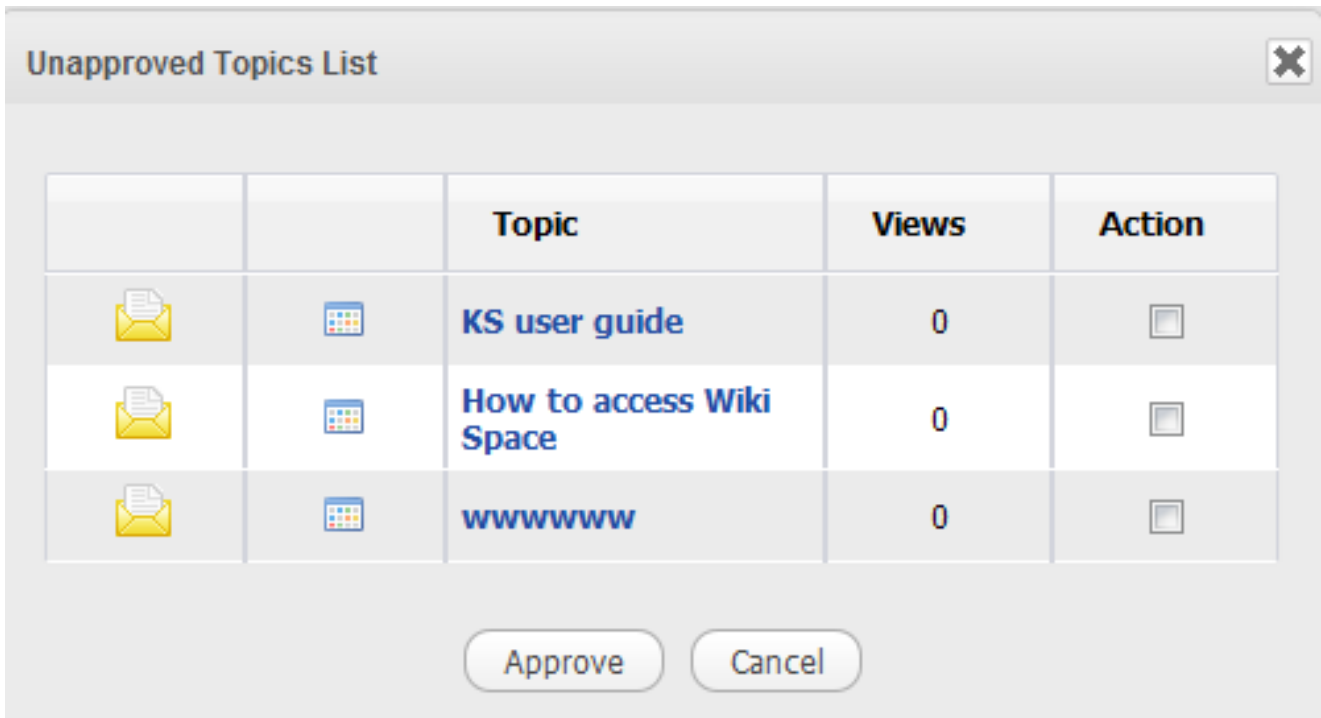 Unapproved Topics List
Topic Views Action
KS user guide 0
How to access Wiki
Space 0
wwwwww 0
Approve Cancel